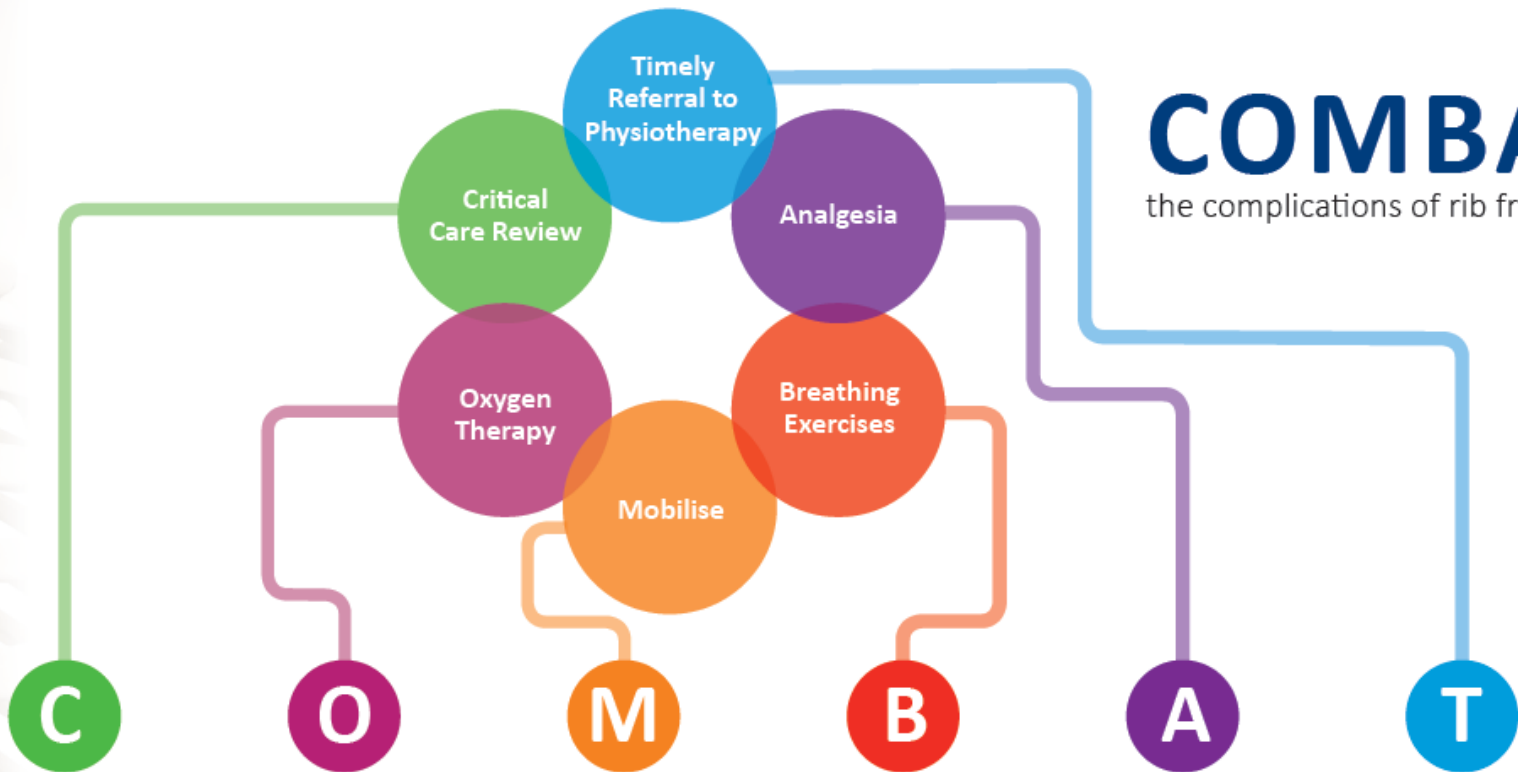 Timely
Referral to
Physiotherapy
Critical
Care Review
Analgesia
COMBA
the complications of rib fr
Oxygen
Therapy
Breathing
Exercises
Mobilise
C O M B A T